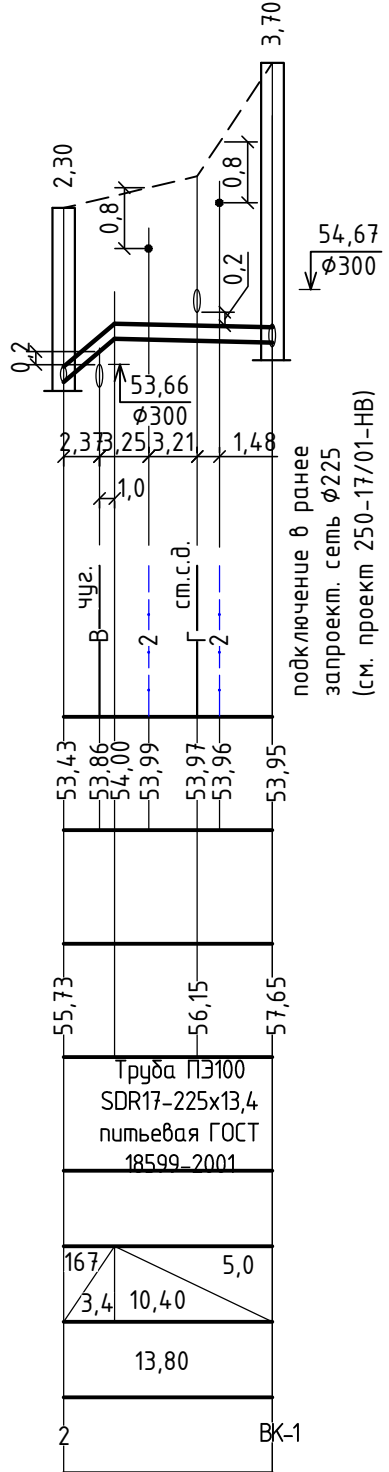 3,70
2,30
0,8
0,8
0,2
54,67
ϕ300
0,2
53,66
ϕ300
2,37
3,25
3,21
1,48
1,0
подключение в ранее
запроект. сеть ϕ225
(см. проект 250-17/01-НВ)
чуг.
В
2
ст.с.д.
Г
2
53,43
53,86
54,00
53,99
53,97
53,96
53,95
55,73
56,15
57,65
Труба ПЭ100
SDR17-225х13,4
питьевая ГОСТ
18599-2001
167
5,0
3,4
10,40
13,80
2
ВК-1